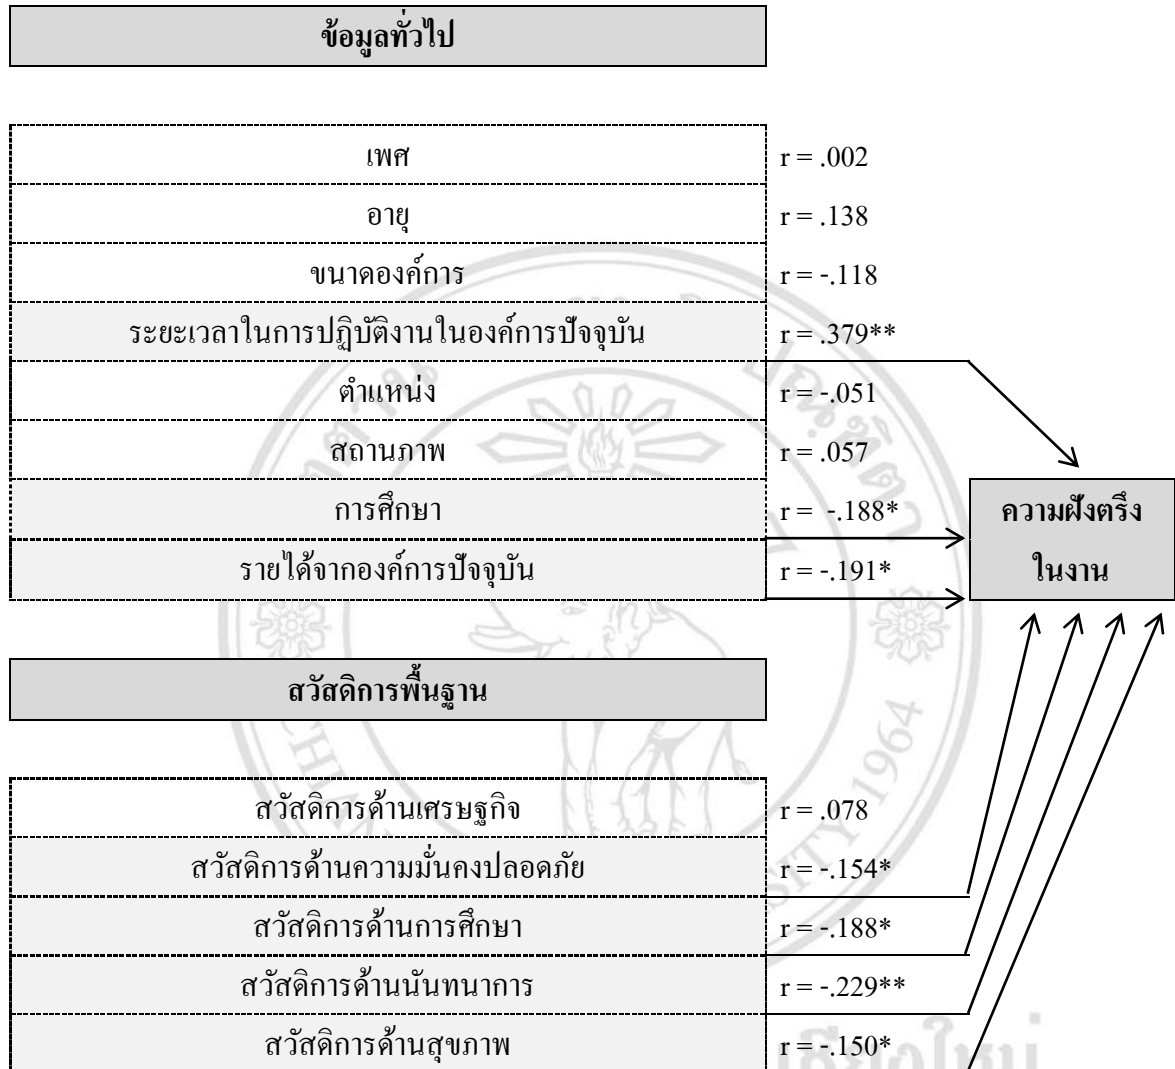 ข้อมูลทั่วไป
เพศ r = .002
อายุ r = .138
ขนาดองค์การ r = -.118
ระยะเวลาในการปฏิบัติงานในองค์การปัจจุบัน r = .379**
ตำแหน่ง r = -.051
สถานภาพ r = .057
การศึกษา r = -.188*
รายได้จากองค์การปัจจุบัน r = -.191*
ความฝังตรึง
ในงาน
สวัสดิการพื้นฐาน
สวัสดิการด้านเศรษฐกิจ r = .078
สวัสดิการด้านความมั่นคงปลอดภัย r = -.154*
สวัสดิการด้านการศึกษา r = -.188*
สวัสดิการด้านนันทนาการ r = -.229**
สวัสดิการด้านสุขภาพ r = -.150*
1964